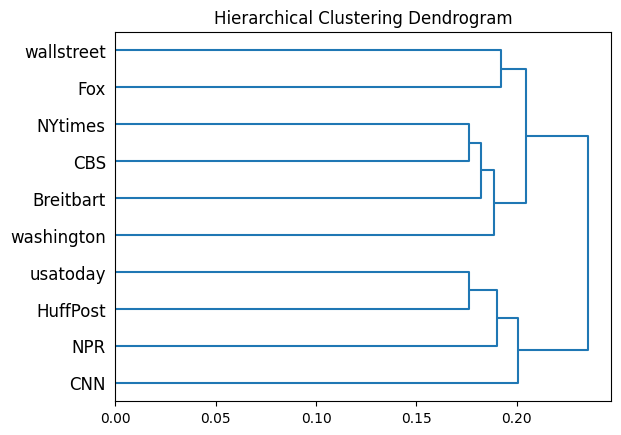 Hierarchical Clustering Dendrogram
wallstreet
Fox
NYtimes
CBS
Breitbart
washington
usatoday
HuffPost
NPR
CNN
0.00 0.05 0.10 0.15 0.20